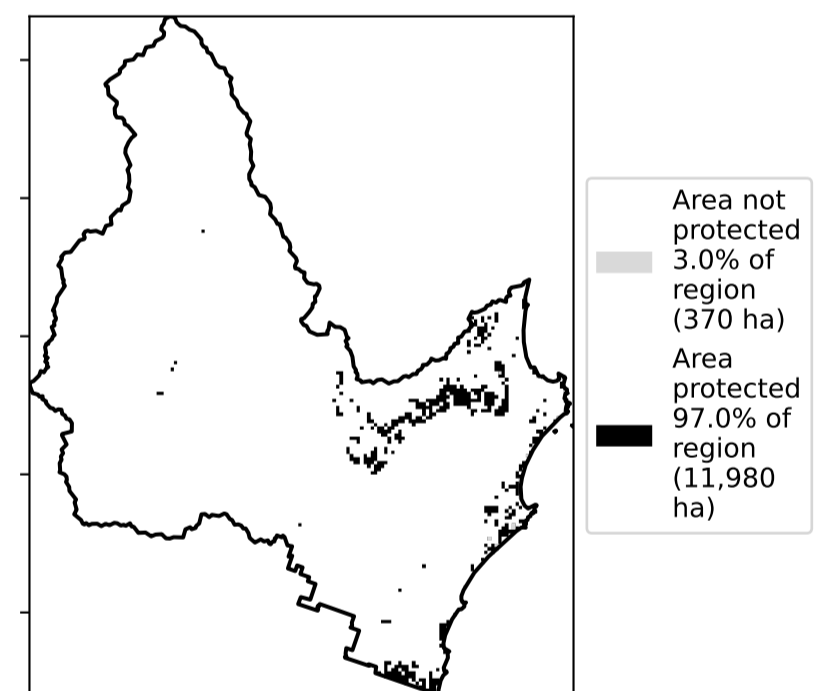 Area not
protected
3.0% of
region
(370 ha)
Area
protected
97.0% of
region
(11,980
ha)